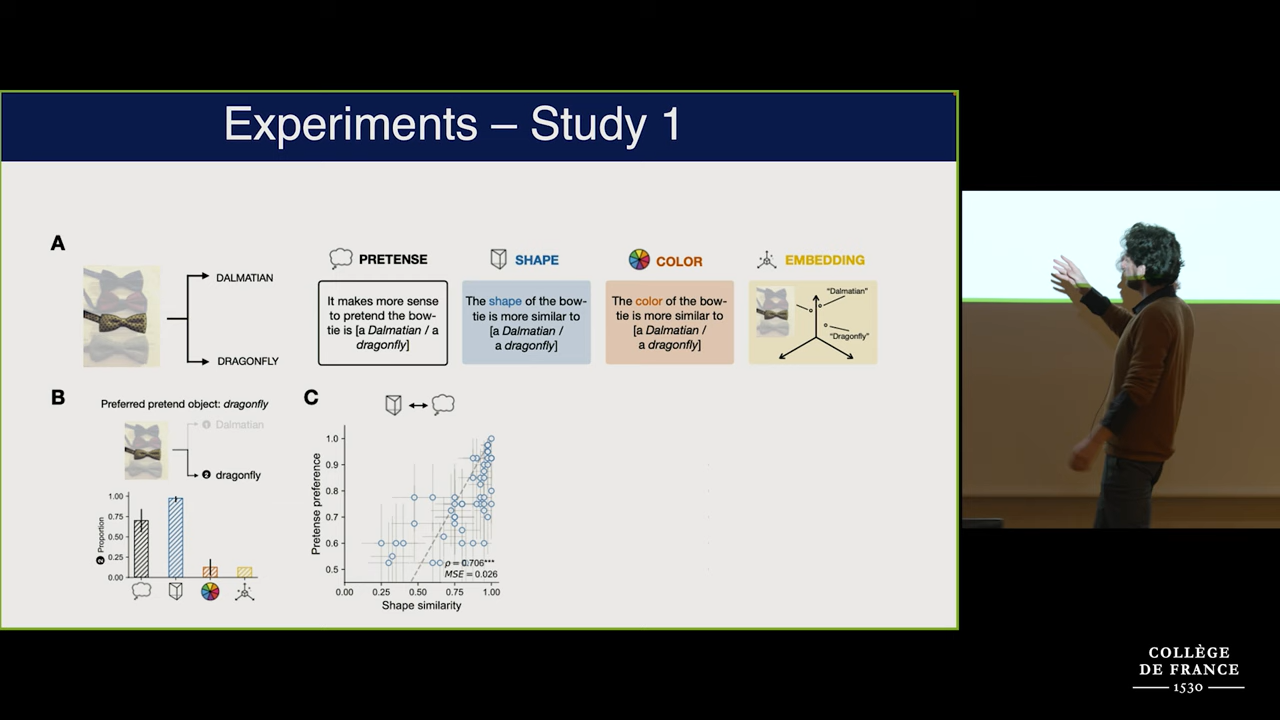 Experiments – Study 1
A
DALMATIAN
DRAGONFLY
PRETENSE
It makes more sense
to pretend the bow-
tie is [a Dalmatian / a
dragonfly]
SHAPE
The shape of the bow-
tie is more similar to
[a Dalmatian /
a dragonfly]
COLOR
The color of the bow-
tie is more similar to
[a Dalmatian /
a dragonfly]
EMBEDDING
"Dalmatian"
"Dragonfly"
B
Preferred pretend object: dragonfly
1 Dalmatian
2 dragonfly
2 Proportion
1.00
0.75
0.50
0.25
0.00
C
Pretense preference
1.0
0.9
0.8
0.7
0.6
0.5
ρ = 0.706***
MSE = 0.026
0.00 0.25 0.50 0.75 1.00
Shape similarity
COLLÈGE
DE FRANCE
1530